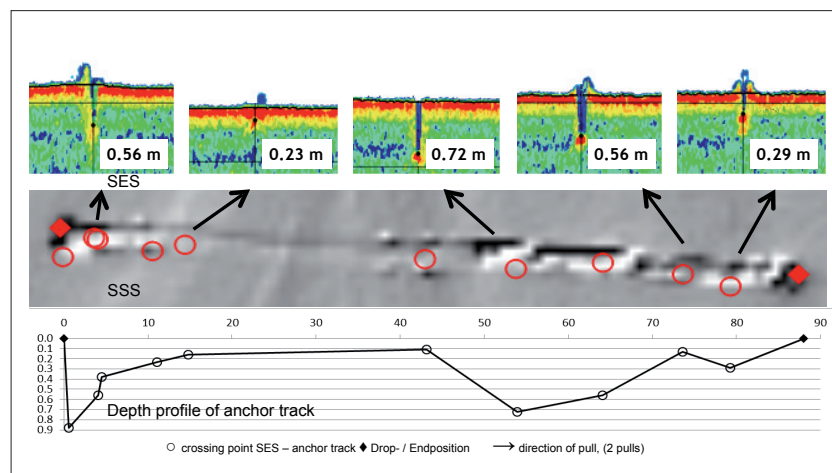 0.56 m 0.23 m 0.72 m 0.56 m 0.29 m
SES
SSS
0 10 20 30 40 50 60 70 80 90
0.0
0.1
0.2
0.3
0.4
0.5
0.6
0.7
0.8
0.9
Depth profile of anchor track
crossing point SES – anchor track Drop- / Endposition direction of pull, (2 pulls)